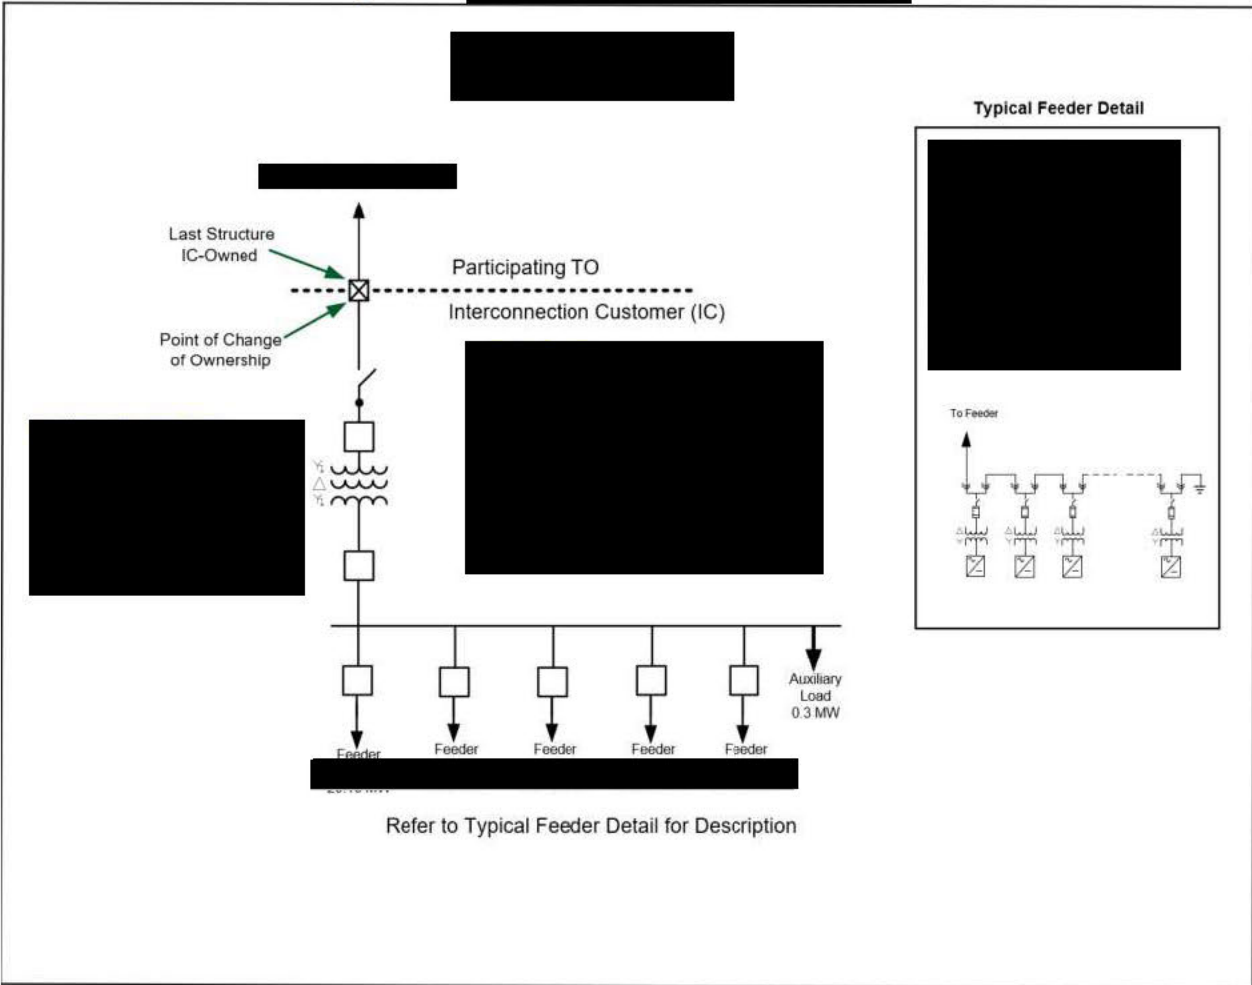 Typical Feeder Detail
Last Structure
IC-Owned
Participating TO
Interconnection Customer (IC)
Point of Change
of Ownership
To Feeder
Auxiliary
Load
0.3 MW
Feeder
Feeder
Feeder
Feeder
Feeder
Refer to Typical Feeder Detail for Description